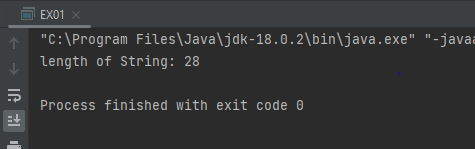 EX01
"C:\Program Files\Java\jdk-18.0.2\bin\java.exe" "-javaa
length of String: 28
Process finished with exit code 0